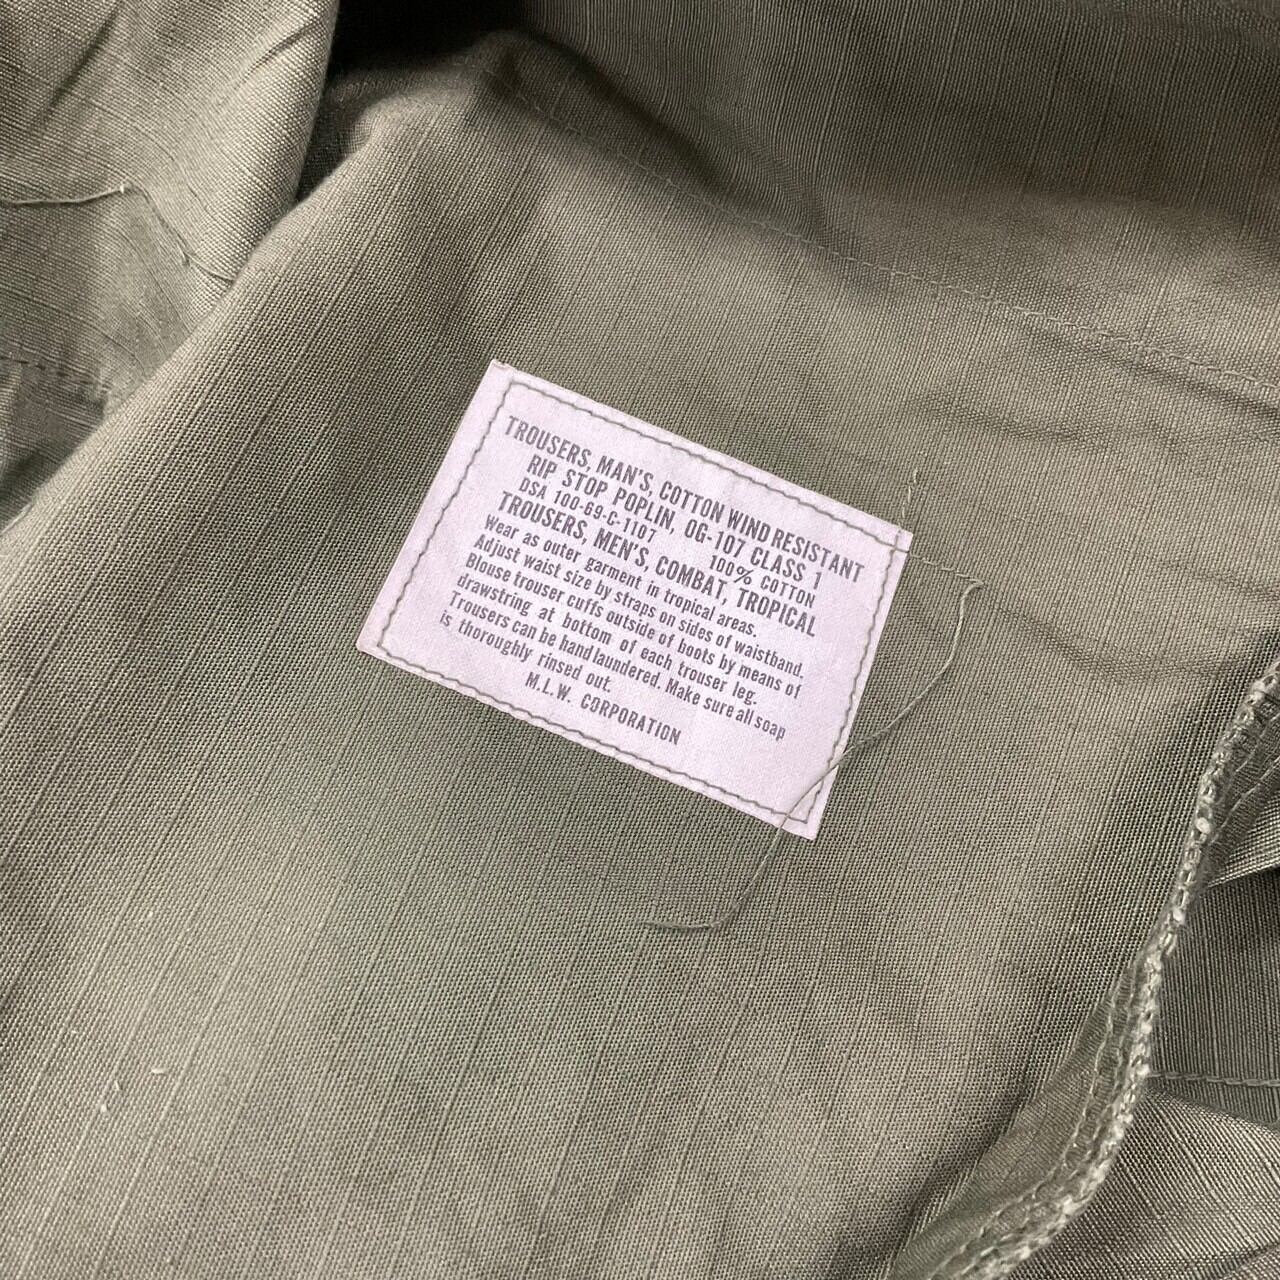 TROUSERS, MAN'S, COTTON WIND RESISTANT
RIP STOP POPLIN, OG-107 CLASS 1
DSA 100-69-C-1107 100% COTTON
TROUSERS, MEN'S, COMBAT, TROPICAL
Wear as outer garment in tropical areas.
Adjust waist size by straps on sides of waistband.
Blouse trouser cuffs outside of boots by means of
drawstring at bottom of each trouser leg.
Trousers can be hand laundered. Make sure all soap
is thoroughly rinsed out.
M.L.W. CORPORATION